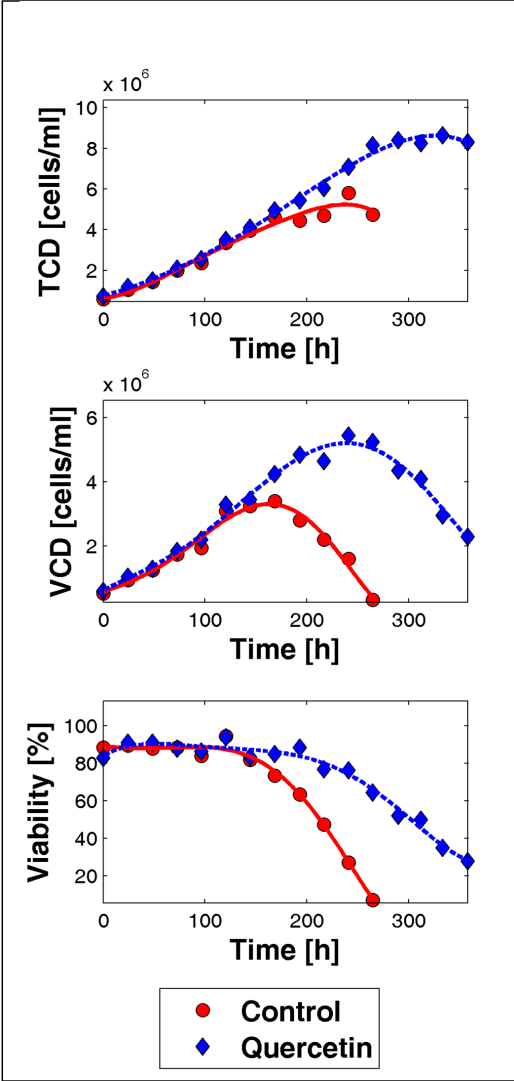 x 10^6
10
8
6
4
2
TCD [cells/ml]
0 100 200 300
Time [h]
x 10^6
6
4
2
VCD [cells/ml]
0 100 200 300
Time [h]
100
80
60
40
20
Viability [%]
0 100 200 300
Time [h]
Control
Quercetin